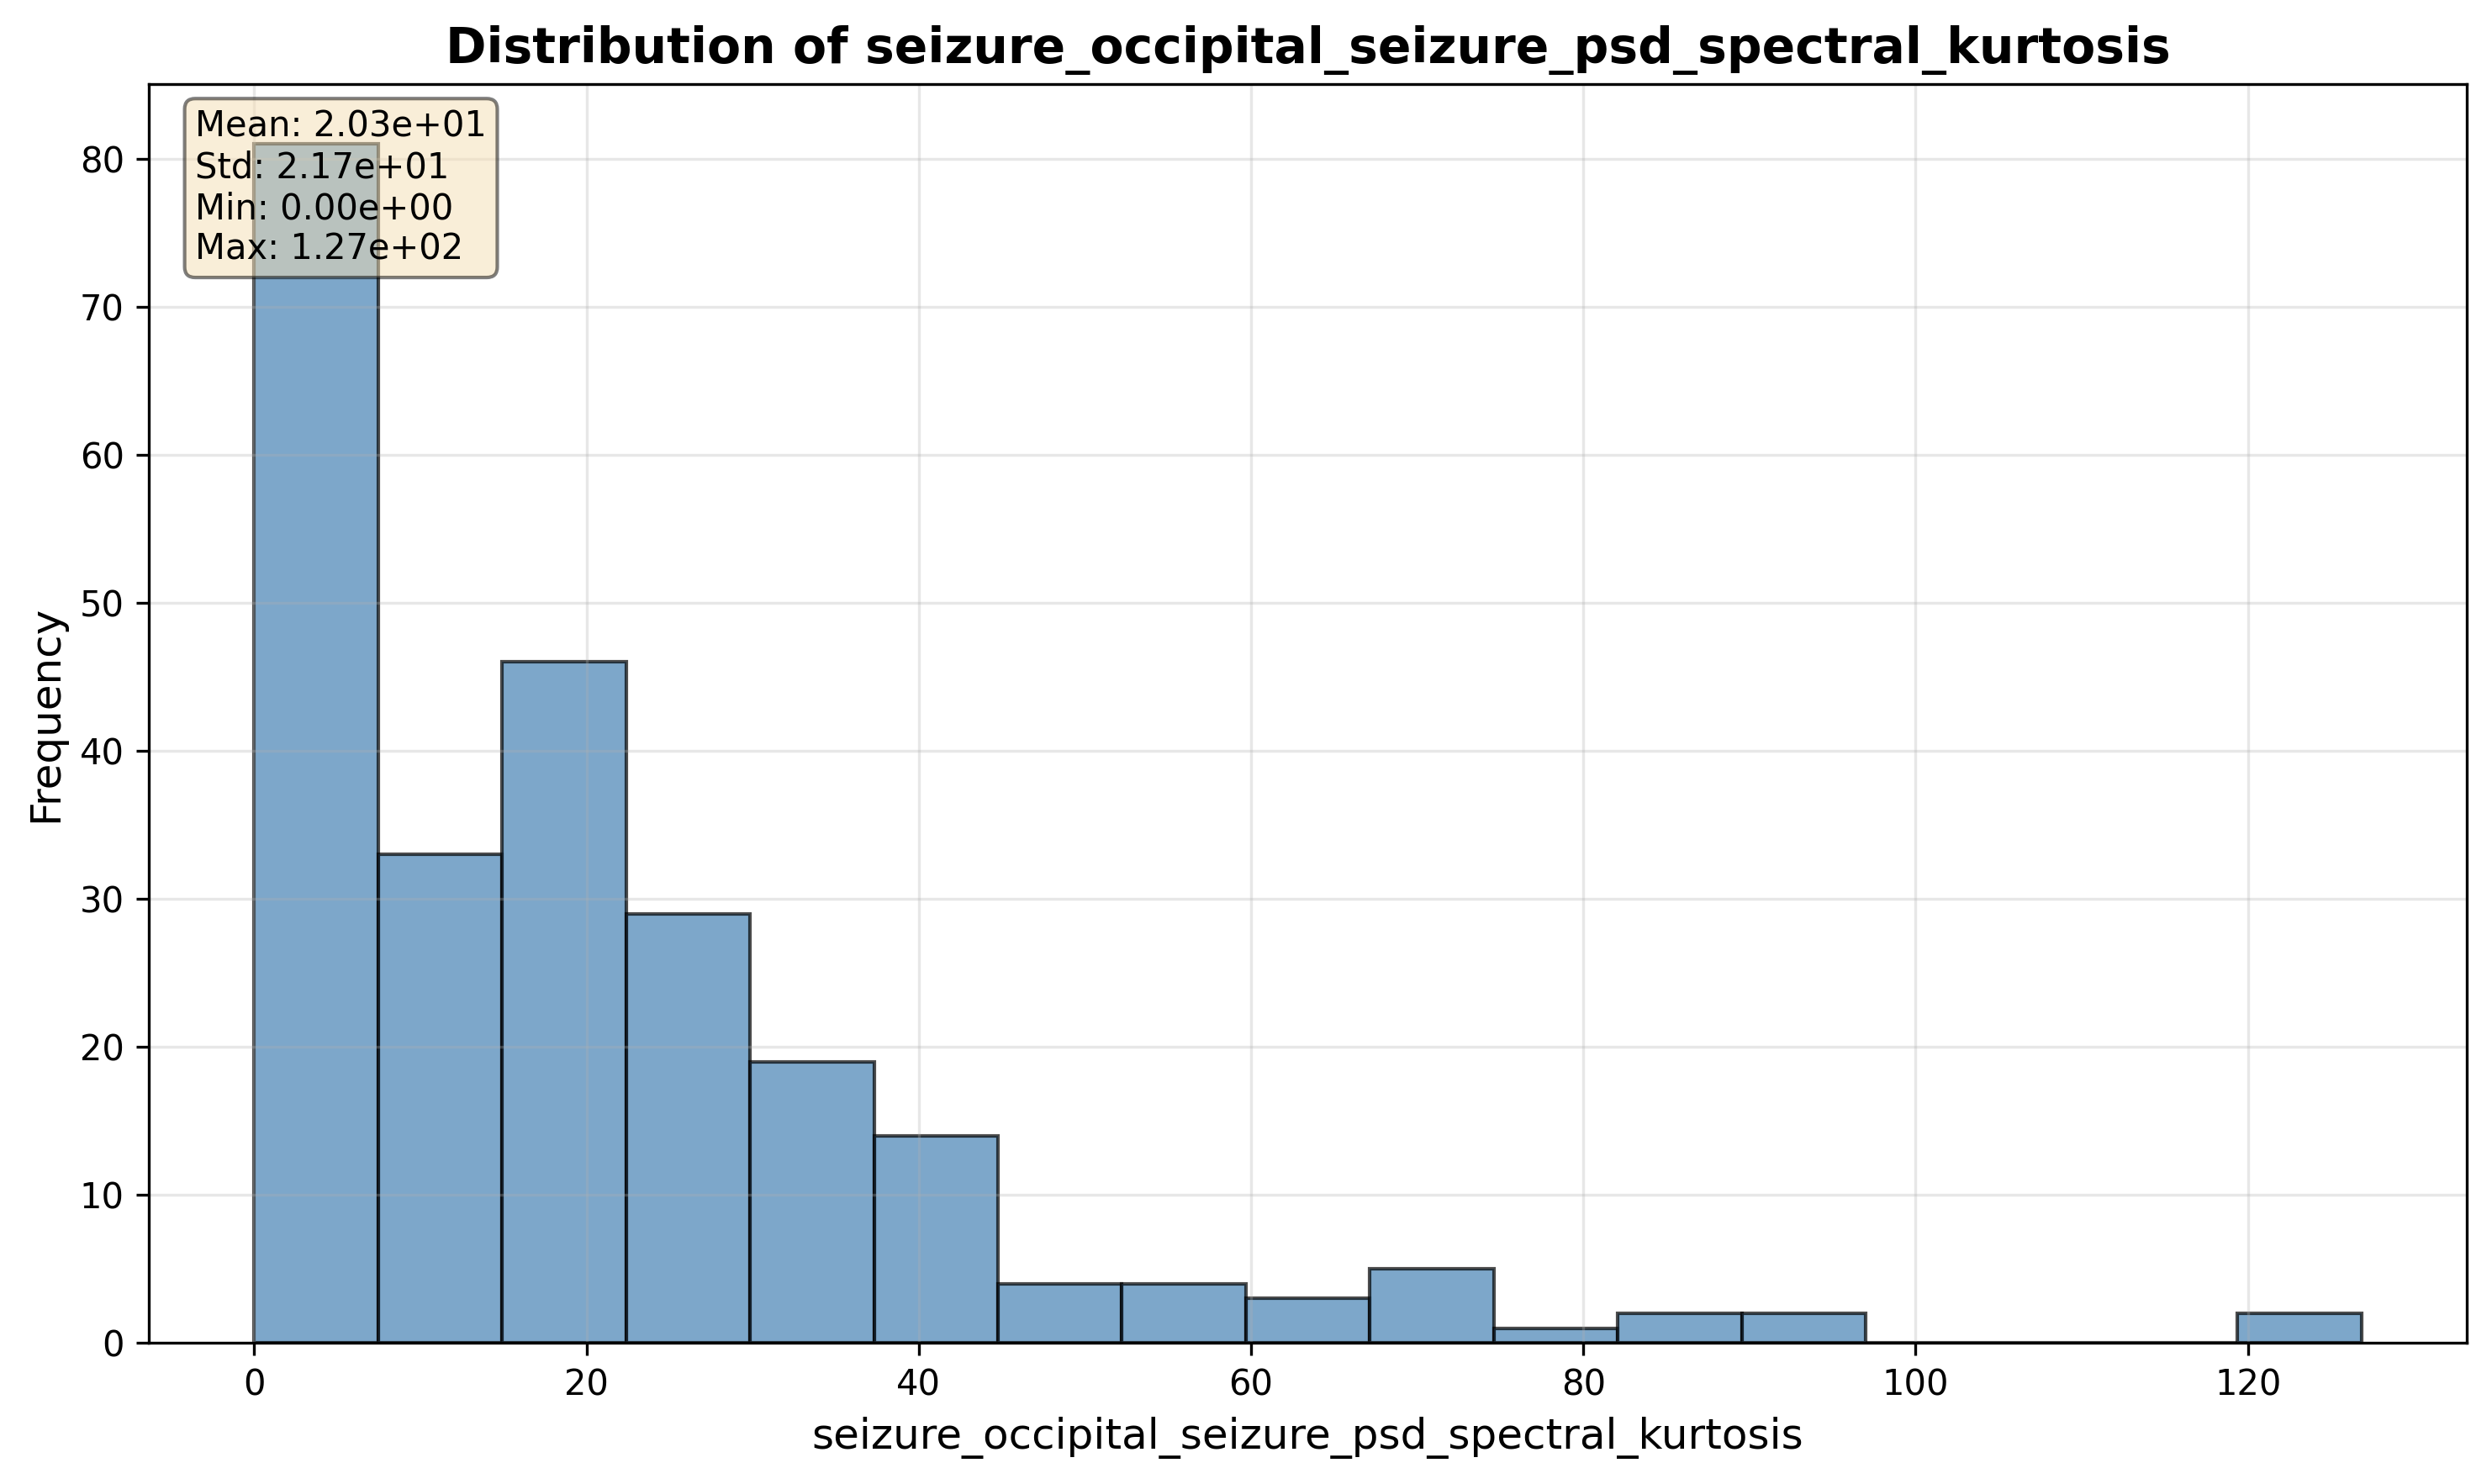 Distribution of seizure_occipital_seizure_psd_spectral_kurtosis
Mean: 2.03e+01
Std: 2.17e+01
Min: 0.00e+00
Max: 1.27e+02
80
70
60
50
40
30
20
10
0
Frequency
0 20 40 60 80 100 120
seizure_occipital_seizure_psd_spectral_kurtosis